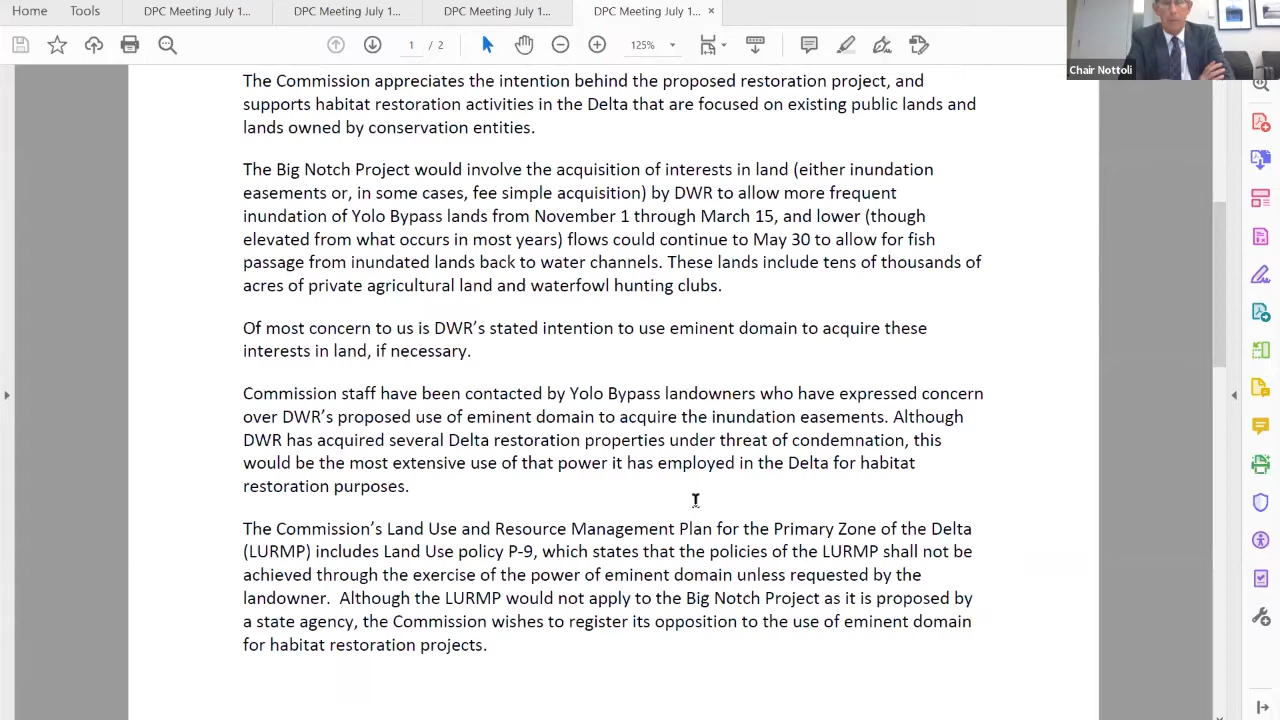 Home Tools DPC Meeting July 1... DPC Meeting July 1... DPC Meeting July 1... DPC Meeting July 1... ×
1 / 2 125%
Chair Nottoli
The Commission appreciates the intention behind the proposed restoration project, and
supports habitat restoration activities in the Delta that are focused on existing public lands and
lands owned by conservation entities.
The Big Notch Project would involve the acquisition of interests in land (either inundation
easements or, in some cases, fee simple acquisition) by DWR to allow more frequent
inundation of Yolo Bypass lands from November 1 through March 15, and lower (though
elevated from what occurs in most years) flows could continue to May 30 to allow for fish
passage from inundated lands back to water channels. These lands include tens of thousands of
acres of private agricultural land and waterfowl hunting clubs.
Of most concern to us is DWR's stated intention to use eminent domain to acquire these
interests in land, if necessary.
Commission staff have been contacted by Yolo Bypass landowners who have expressed concern
over DWR's proposed use of eminent domain to acquire the inundation easements. Although
DWR has acquired several Delta restoration properties under threat of condemnation, this
would be the most extensive use of that power it has employed in the Delta for habitat
restoration purposes.
The Commission's Land Use and Resource Management Plan for the Primary Zone of the Delta
(LURMP) includes Land Use policy P-9, which states that the policies of the LURMP shall not be
achieved through the exercise of the power of eminent domain unless requested by the
landowner.  Although the LURMP would not apply to the Big Notch Project as it is proposed by
a state agency, the Commission wishes to register its opposition to the use of eminent domain
for habitat restoration projects.